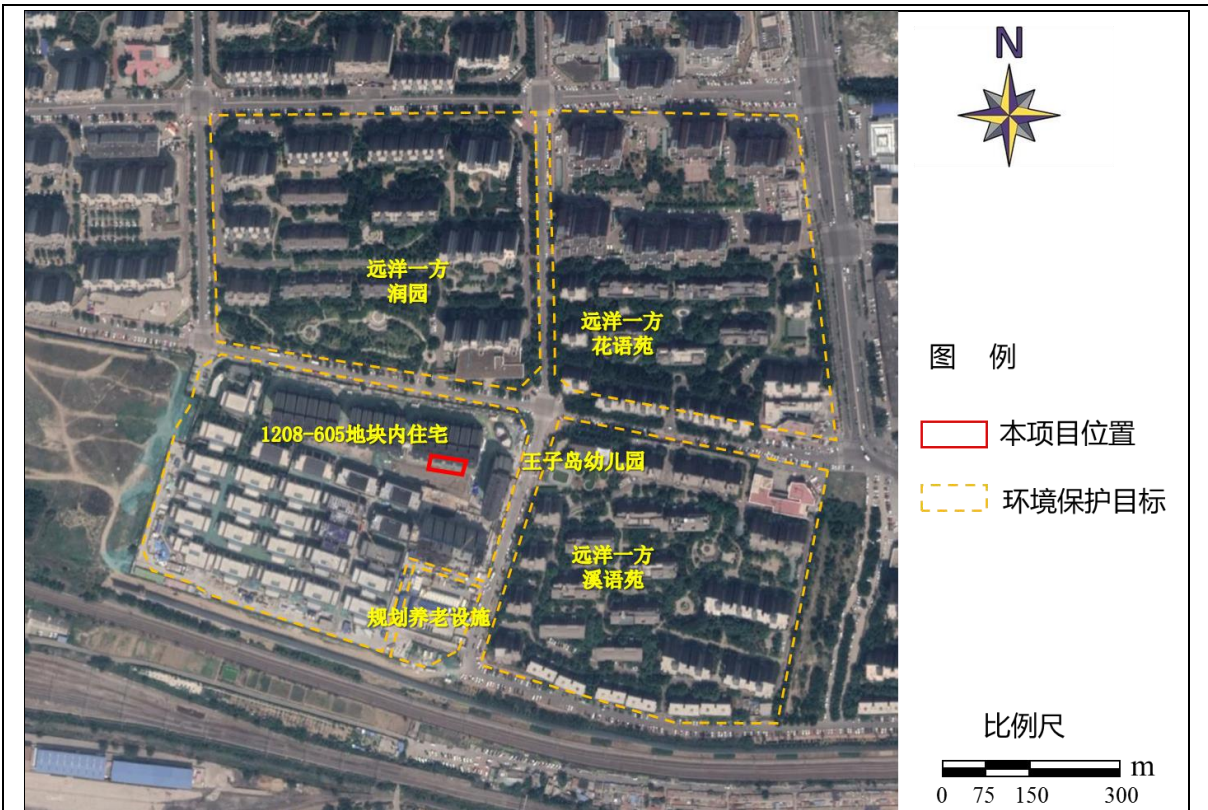 N
远洋一方
润园
远洋一方
花语苑
1208-605地块内住宅
王子岛幼儿园
远洋一方
溪语苑
规划养老设施
图 例
本项目位置
环境保护目标
比例尺
m
0 75 150 300